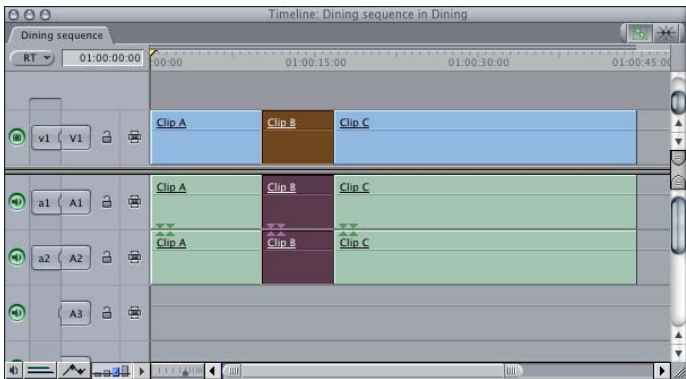 Timeline: Dining sequence in Dining
Dining sequence
RT 01:00:00:00 00:00 01:00:15:00 01:00:30:00 01:00:45:00
v1 V1 Clip A Clip B Clip C
a1 A1 Clip A Clip B Clip C
a2 A2 Clip A Clip B Clip C
A3